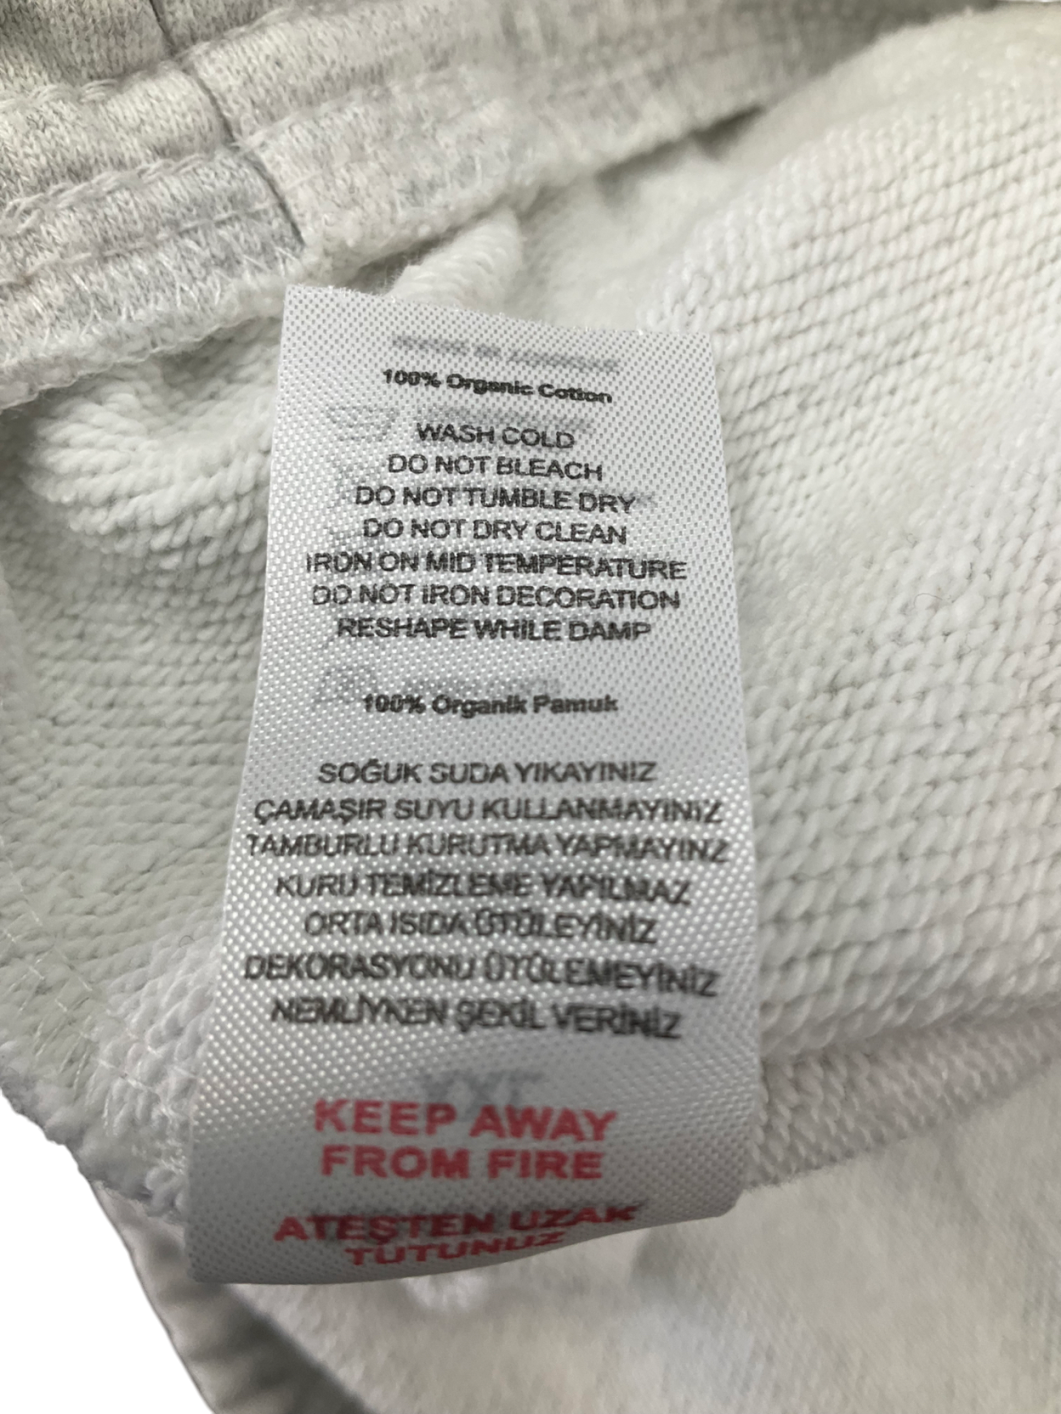 100% Organic Cotton
WASH COLD
DO NOT BLEACH
DO NOT TUMBLE DRY
DO NOT DRY CLEAN
IRON ON MID TEMPERATURE
DO NOT IRON DECORATION
RESHAPE WHILE DAMP
100% Organik Pamuk
SOĞUK SUDA YIKAYINIZ
ÇAMAŞIR SUYU KULLANMAYINIZ
TAMBURLU KURUTMA YAPMAYINZ
KURU TEMİZLEME YAPILMAZ
ORTA ISIDA ÜTÜLEYİNİZ
DEKORASYONU ÜTÜLEMEYİNİZ
NEMLİYKEN ŞEKİL VERİNİZ
KEEP AWAY
FROM FIRE
ATEŞTEN UZAK
TUTUNUZ